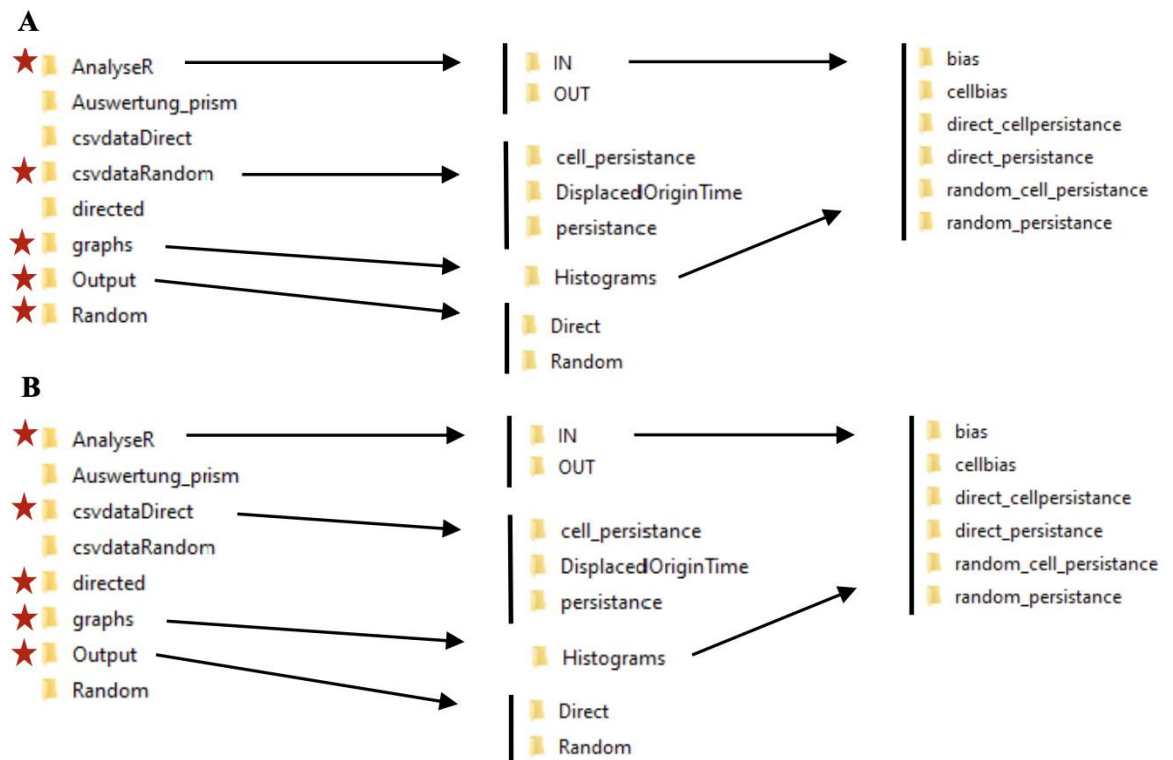 A
AnalyseR
Auswertung_prism
csvdataDirect
csvdataRandom
directed
graphs
Output
Random
IN
OUT
cell_persistance
DisplacedOriginTime
persistance
Histograms
Direct
Random
bias
cellbias
direct_cellpersistance
direct_persistance
random_cell_persistance
random_persistance
B
AnalyseR
Auswertung_prism
csvdataDirect
csvdataRandom
directed
graphs
Output
Random
IN
OUT
cell_persistance
DisplacedOriginTime
persistance
Histograms
Direct
Random
bias
cellbias
direct_cellpersistance
direct_persistance
random_cell_persistance
random_persistance